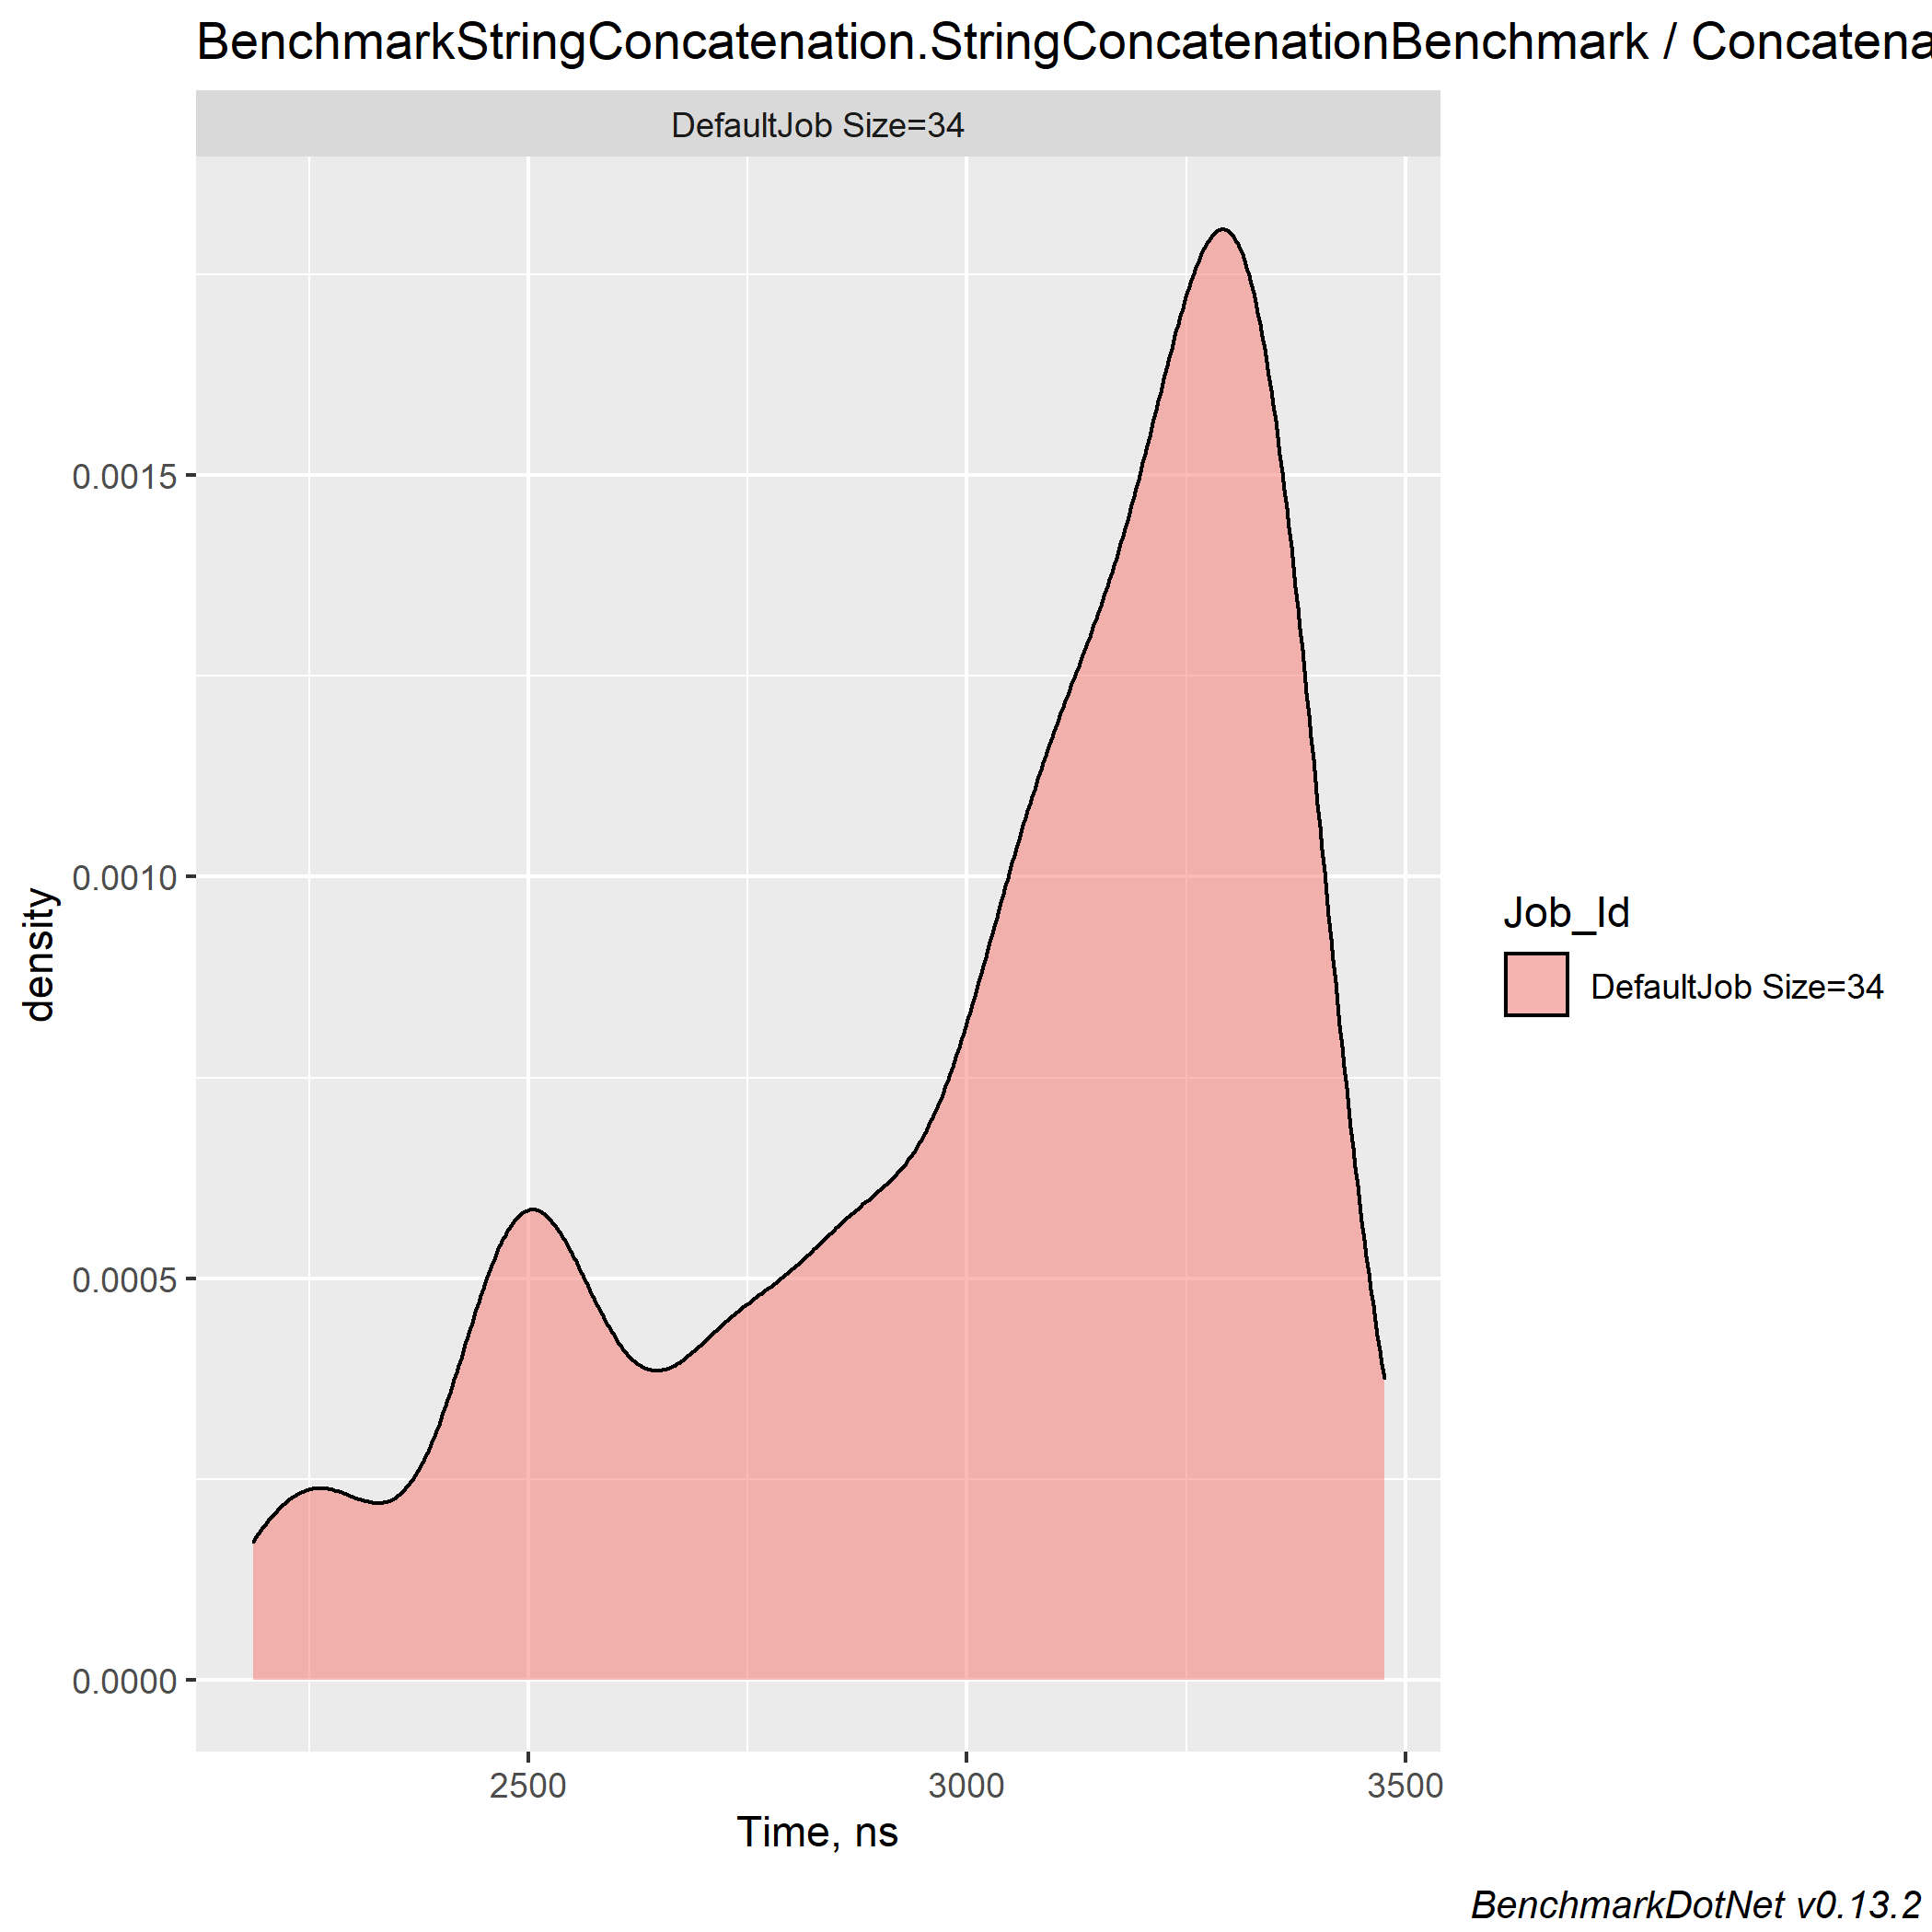 BenchmarkStringConcatenation.StringConcatenationBenchmark / Concatena
DefaultJob Size=34
0.0015
0.0010
0.0005
0.0000
density
2500 3000 3500
Time, ns
Job_Id
DefaultJob Size=34
BenchmarkDotNet v0.13.2